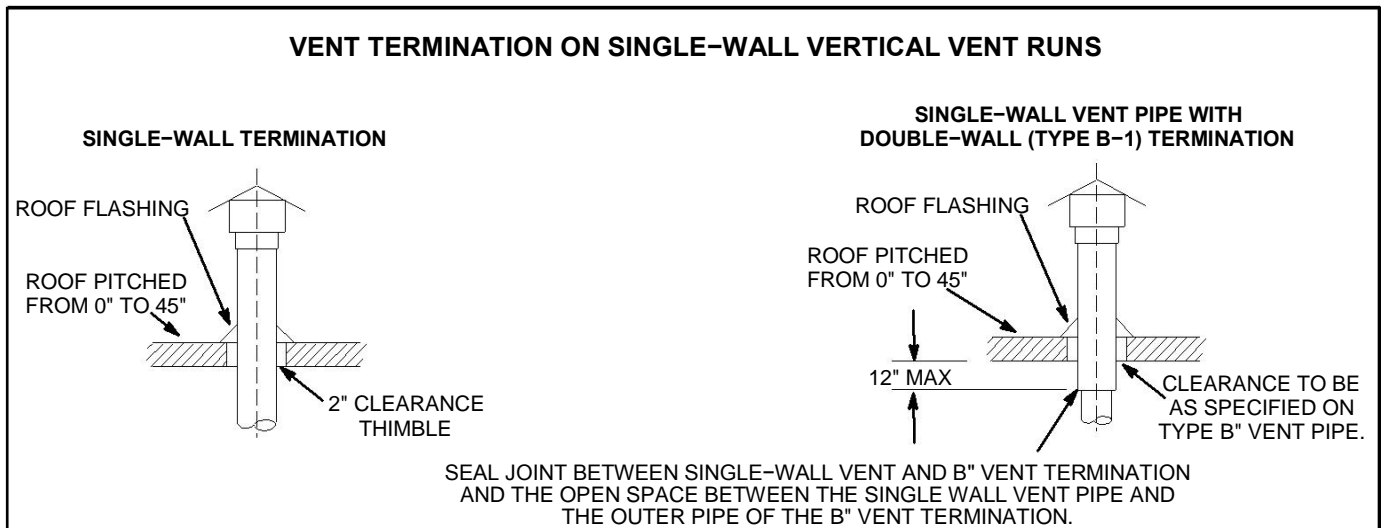 VENT TERMINATION ON SINGLE−WALL VERTICAL VENT RUNS
SINGLE−WALL TERMINATION
ROOF FLASHING
ROOF PITCHED
FROM 0" TO 45"
2" CLEARANCE
THIMBLE
SINGLE−WALL VENT PIPE WITH
DOUBLE−WALL (TYPE B−1) TERMINATION
ROOF FLASHING
ROOF PITCHED
FROM 0" TO 45"
12" MAX
CLEARANCE TO BE
AS SPECIFIED ON
TYPE B" VENT PIPE.
SEAL JOINT BETWEEN SINGLE−WALL VENT AND B" VENT TERMINATION
AND THE OPEN SPACE BETWEEN THE SINGLE WALL VENT PIPE AND
THE OUTER PIPE OF THE B" VENT TERMINATION.